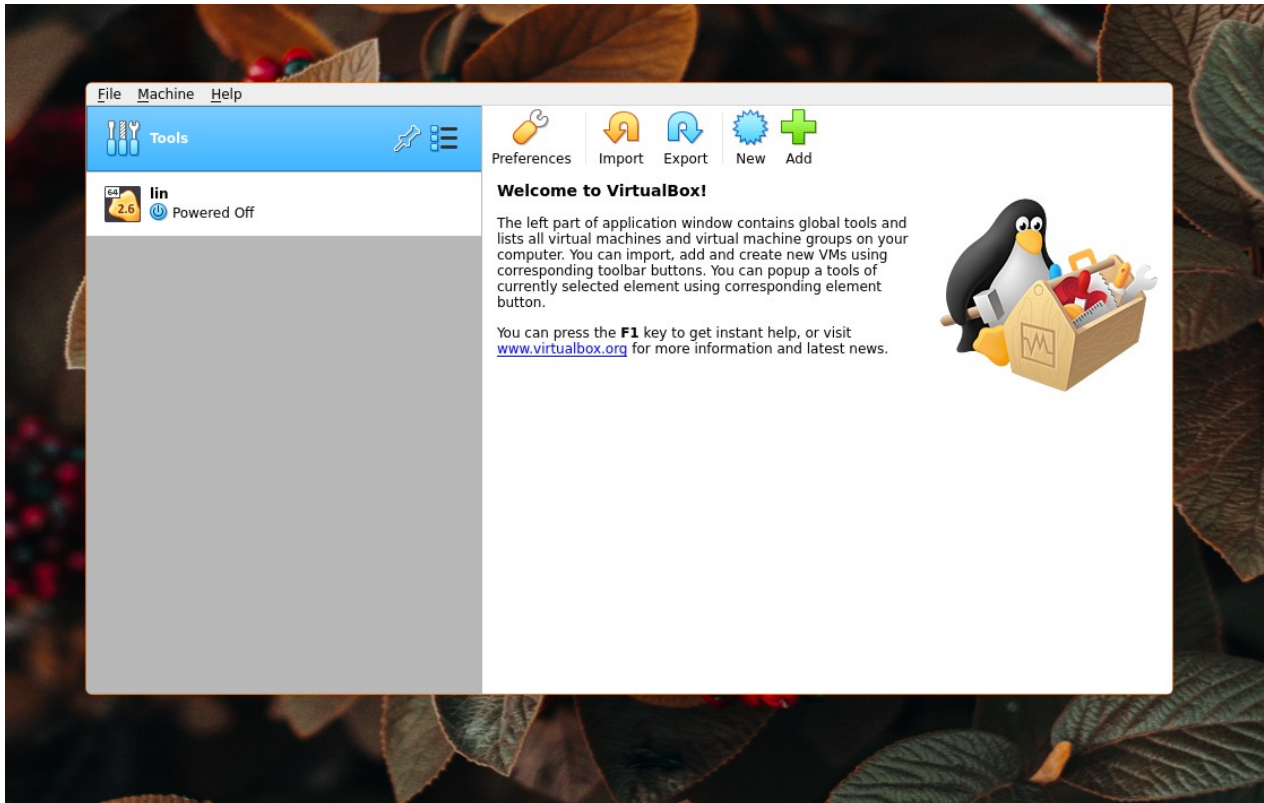 File Machine Help
Tools
Preferences Import Export New Add
64
2.6
lin
Powered Off
Welcome to VirtualBox!
The left part of application window contains global tools and
lists all virtual machines and virtual machine groups on your
computer. You can import, add and create new VMs using
corresponding toolbar buttons. You can popup a tools of
currently selected element using corresponding element
button.
You can press the F1 key to get instant help, or visit
www.virtualbox.org for more information and latest news.